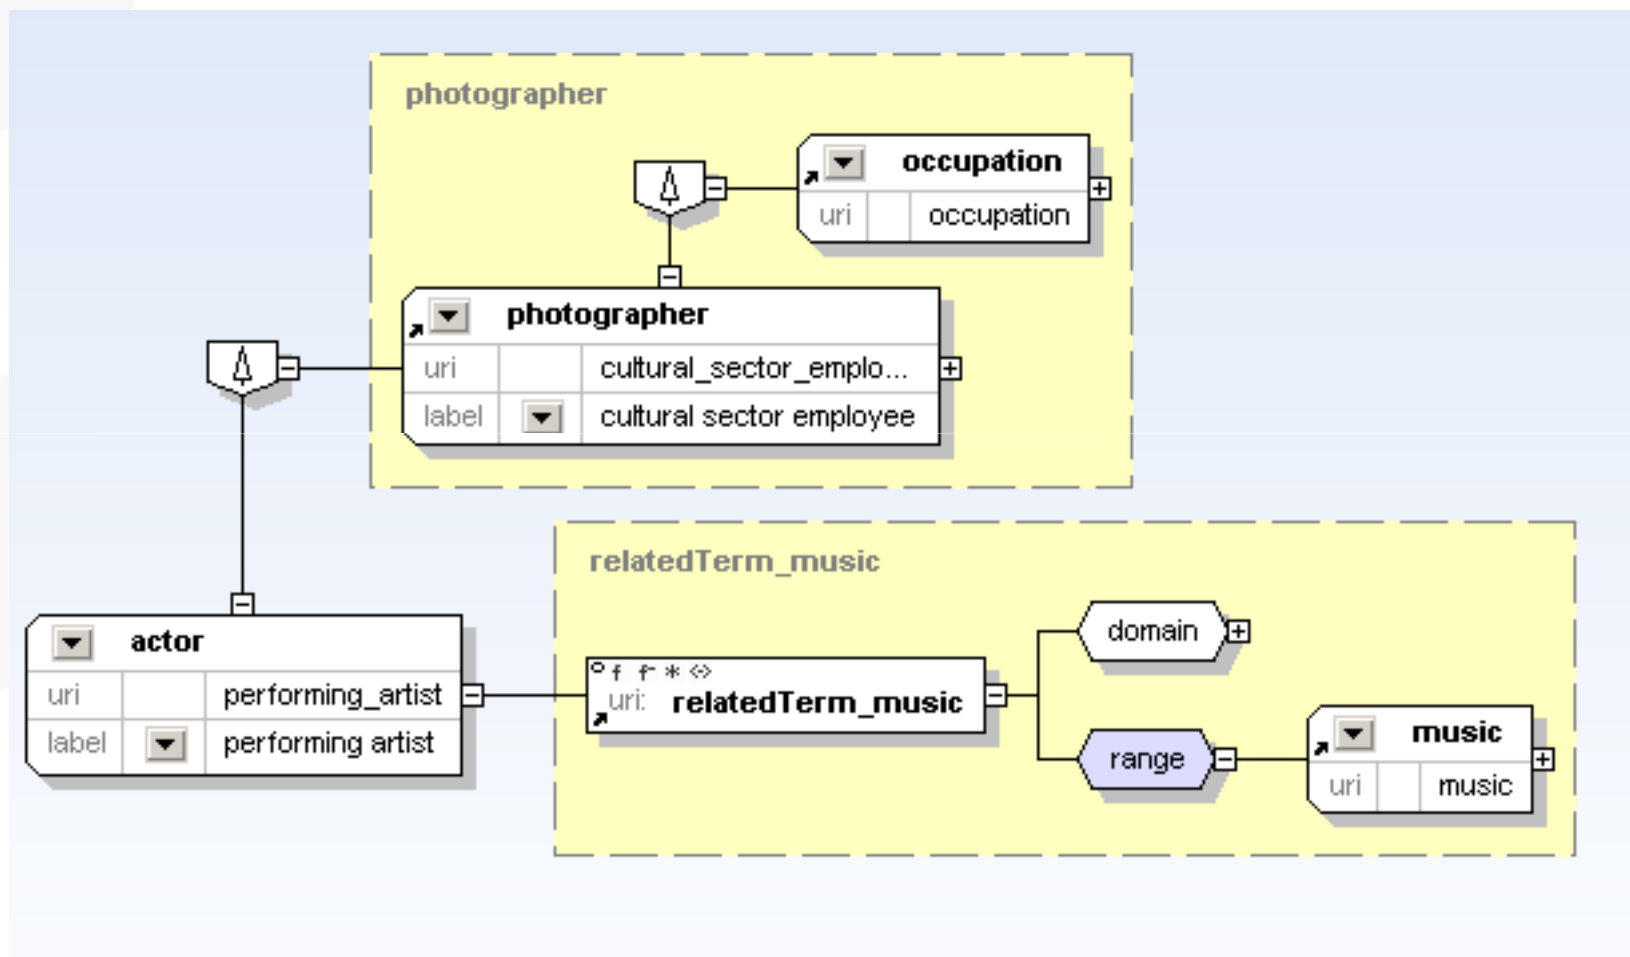 photographer
occupation
uri occupation
photographer
uri cultural_sector_emplo...
label cultural sector employee
relatedTerm_music
actor
uri performing_artist
label performing artist
uri: relatedTerm_music
domain
range
music
uri music